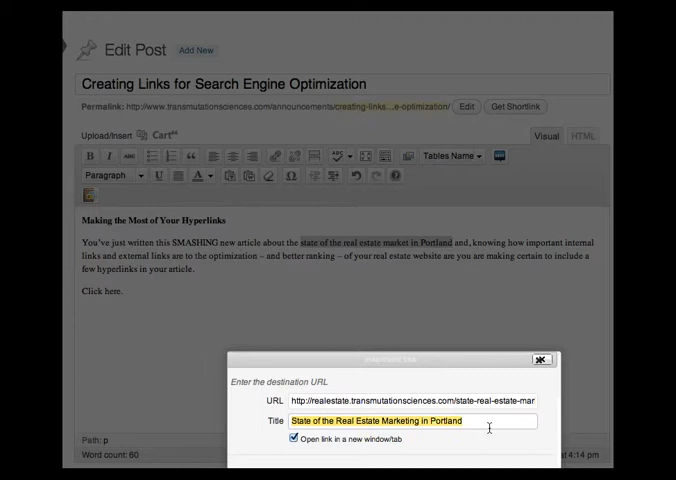 Edit Post Add New
Creating Links for Search Engine Optimization
Permalink: http://www.transmutationsciences.com/announcements/creating-links...e-optimization/ Edit Get Shortlink
Upload/Insert Cart66
Visual HTML
B I ABC Tables Name
Paragraph U A
Making the Most of Your Hyperlinks
You've just written this SMASHING new article about the state of the real estate market in Portland and, knowing how important internal
links and external links are to the optimization – and better ranking – of your real estate website are you are making certain to include a
few hyperlinks in your article.
Click here.
Enter the destination URL
URL http://realestate.transmutationsciences.com/state-real-estate-mar
Title State of the Real Estate Marketing in Portland
Open link in a new window/tab
Path: p
Word count: 60
at 4:14 pm